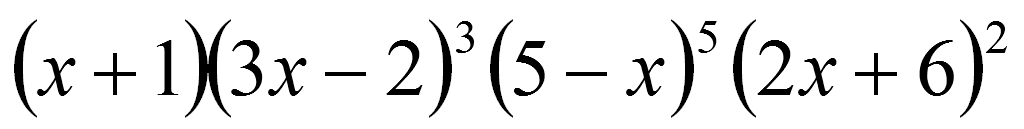 (x + 1)(3x − 2)³(5 − x)⁵(2x + 6)²